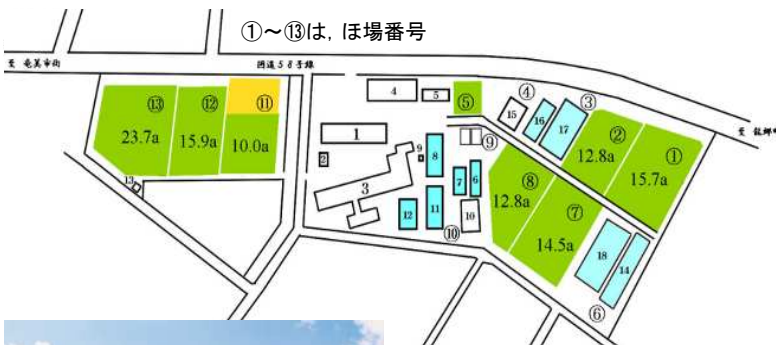 ①～⑬は，ほ場番号
至 奄美市街
国道58号線
至 龍郷町
⑬
23.7a
⑫
15.9a
⑪
10.0a
13
4
5
⑤
1
2
3
9
8
7
6
12
11
10
⑩
⑨
④
15
16
17
③
②
12.8a
①
15.7a
⑧
12.8a
⑦
14.5a
18
14
⑥